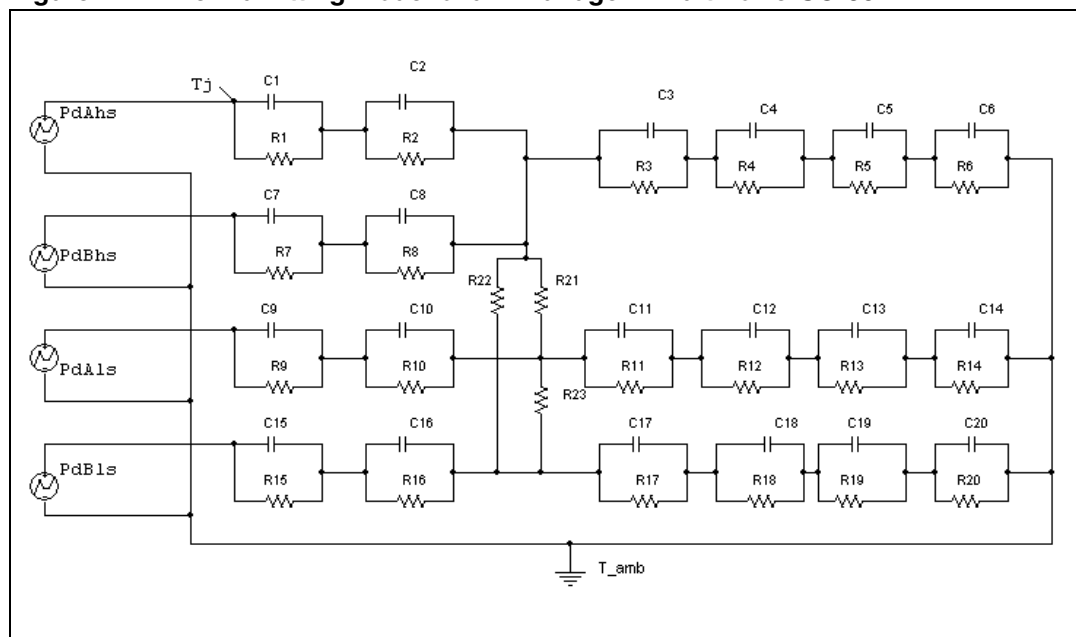 C1
C2
Tj
C3
C4
C5
C6
PdAhs
R1
R2
R3
R4
R5
R6
C7
C8
PdBhs
R7
R8
R22
R21
C9
C10
C11
C12
C13
C14
PdAls
R9
R10
R11
R12
R13
R14
R23
C15
C16
C17
C18
C19
C20
PdBls
R15
R16
R17
R18
R19
R20
T_amb